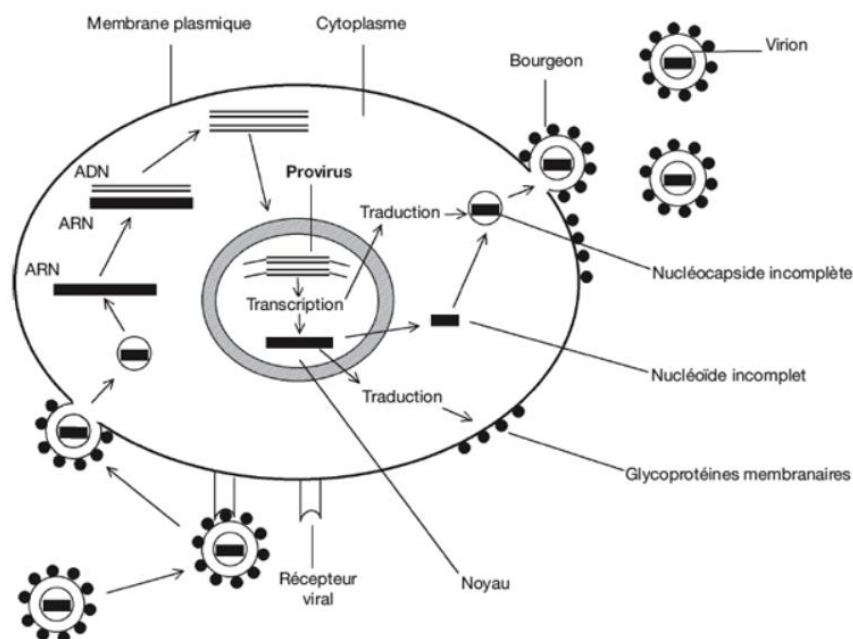 Membrane plasmique
Cytoplasme
Virion
Bourgeon
ADN
Provirus
ARN
Traduction
ARN
Nucléocapside incomplète
Transcription
Nucléoïde incomplet
Traduction
Glycoprotéines membranaires
Récepteur
viral
Noyau